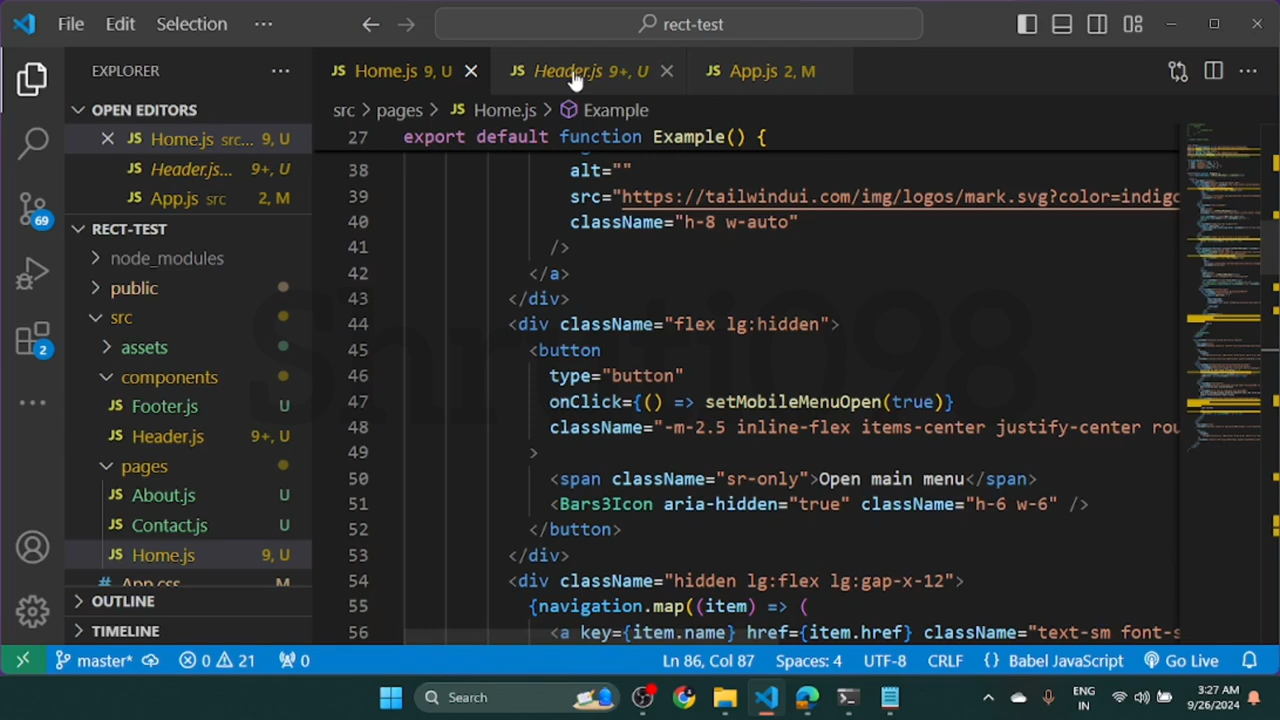 File Edit Selection ··· rect-test
EXPLORER ···
Home.js 9, U Header.js 9+, U App.js 2, M
OPEN EDITORS
Home.js src... 9, U
Header.js... 9+, U
App.js src 2, M
RECT-TEST
node_modules
public
src
assets
components
Footer.js U
Header.js 9+, U
pages
About.js U
Contact.js U
Home.js 9, U
App.css M
OUTLINE
TIMELINE
69
2
src > pages > JS Home.js > Example
27 export default function Example() {
38 alt=""
39 src="https://tailwindui.com/img/logos/mark.svg?color=indigo
40 className="h-8 w-auto"
41 />
42 </a>
43 </div>
44 <div className="flex lg:hidden">
45 <button
46 type="button"
47 onClick={() => setMobileMenuOpen(true)}
48 className="-m-2.5 inline-flex items-center justify-center rou
49 >
50 <span className="sr-only">Open main menu</span>
51 <Bars3Icon aria-hidden="true" className="h-6 w-6" />
52 </button>
53 </div>
54 <div className="hidden lg:flex lg:gap-x-12">
55 {navigation.map((item) => (
56 <a key={item.name} href={item.href} className="text-sm font-s
master* 0 21 0 Ln 86, Col 87 Spaces: 4 UTF-8 CRLF {} Babel JavaScript Go Live
Search ENG IN 3:27 AM 9/26/2024